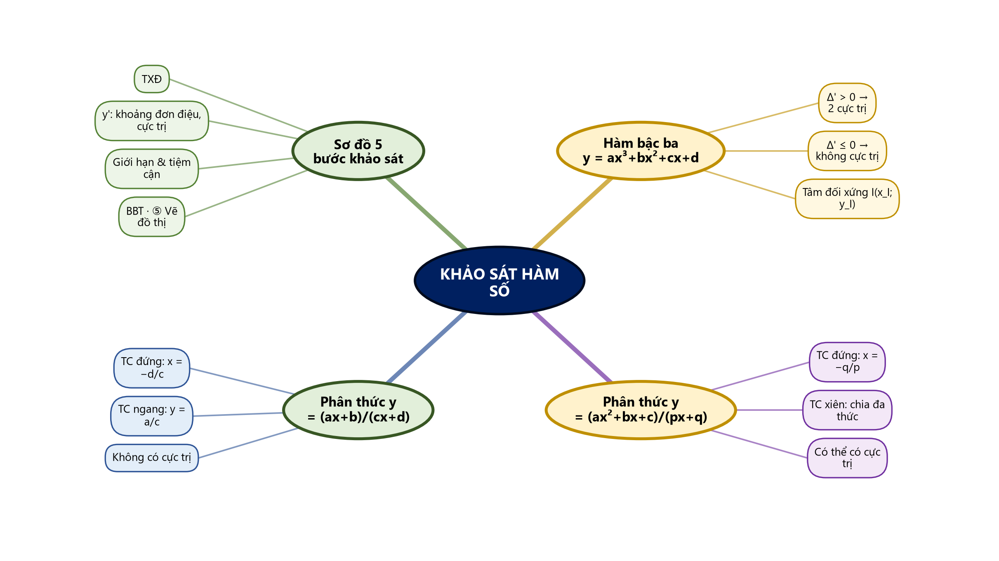 TXĐ
y': khoảng đơn điệu,
cực trị
Giới hạn & tiệm
cận
BBT · ⑤ Vẽ
đồ thị
Sơ đồ 5
bước khảo sát
Hàm bậc ba
y = ax³+bx²+cx+d
Δ' > 0 →
2 cực trị
Δ' ≤ 0 →
không cực trị
Tâm đối xứng I(x_I;
y_I)
KHẢO SÁT HÀM
SỐ
TC đứng: x =
−d/c
TC ngang: y =
a/c
Không có cực trị
Phân thức y
= (ax+b)/(cx+d)
Phân thức y
= (ax²+bx+c)/(px+q)
TC đứng: x =
−q/p
TC xiên: chia đa
thức
Có thể có cực
trị